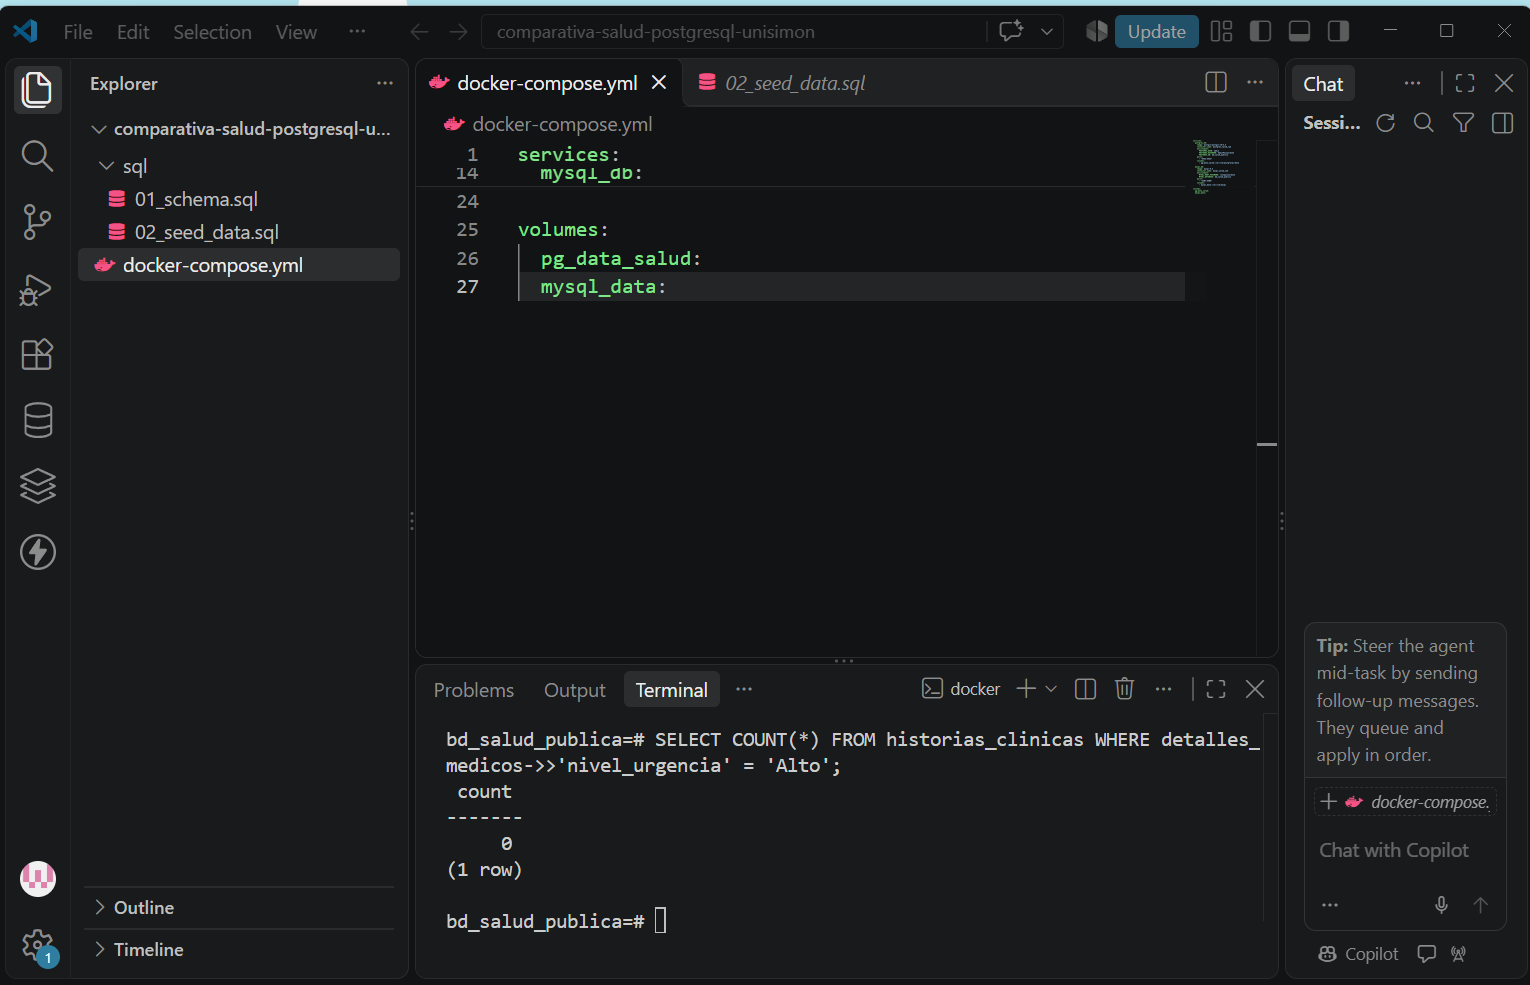 File Edit Selection View ··· comparativa-salud-postgresql-unisimon Update
Explorer ···
comparativa-salud-postgresql-u...
sql
01_schema.sql
02_seed_data.sql
docker-compose.yml
Outline
Timeline
1
docker-compose.yml 02_seed_data.sql ···
docker-compose.yml
1 services:
14 mysql_db:
24
25 volumes:
26 pg_data_salud:
27 mysql_data:
Problems Output Terminal ··· docker ···
bd_salud_publica=# SELECT COUNT(*) FROM historias_clinicas WHERE detalles_
medicos->>'nivel_urgencia' = 'Alto';
count
-------
0
(1 row)
bd_salud_publica=#
Chat ···
Sessi...
Tip: Steer the agent
mid-task by sending
follow-up messages.
They queue and
apply in order.
docker-compose.
Chat with Copilot
···
Copilot